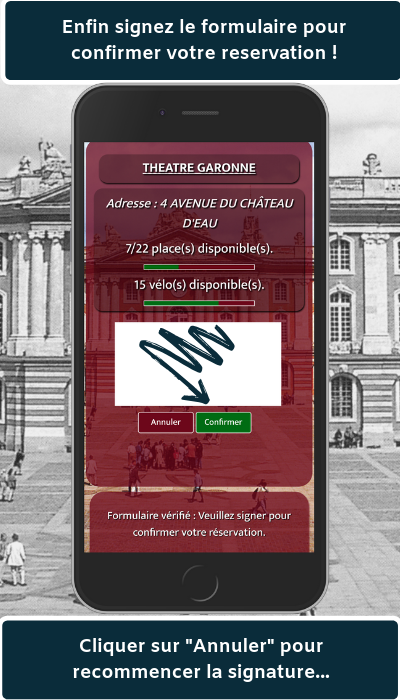 Enfin signez le formulaire pour
confirmer votre reservation !
THEATRE GARONNE
Adresse : 4 AVENUE DU CHÂTEAU
D'EAU
7/22 place(s) disponible(s).
15 vélo(s) disponible(s).
Annuler
Confirmer
Formulaire vérifié : Veuillez signer pour
confirmer votre réservation.
Cliquer sur "Annuler" pour
recommencer la signature...